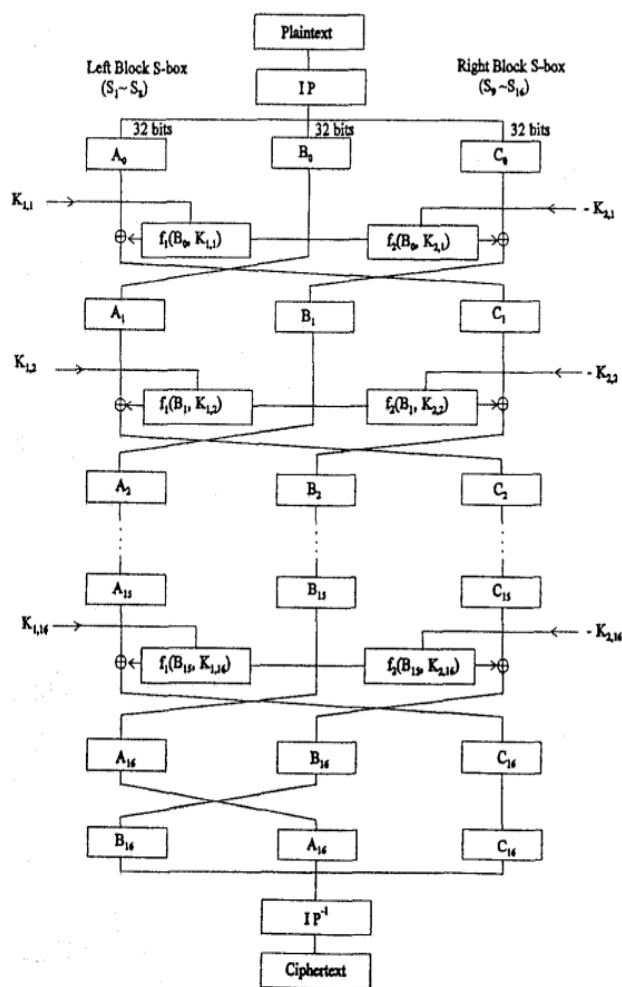 Plaintext
Left Block S-box
(S₁~ S₈)
I P
Right Block S-box
(S₉ ~S₁₆)
32 bits 32 bits 32 bits
A₀ B₀ C₀
K₁,₁ - K₂,₁
f₁(B₀, K₁,₁) f₂(B₀, K₂,₁)
A₁ B₁ C₁
K₁,₂ - K₂,₂
f₁(B₁, K₁,₂) f₂(B₁, K₂,₂)
A₂ B₂ C₂
A₁₅ B₁₅ C₁₅
K₁,₁₆ - K₂,₁₆
f₁(B₁₅, K₁,₁₆) f₂(B₁₅, K₂,₁₆)
A₁₆ B₁₆ C₁₆
B₁₆ A₁₆ C₁₆
I P⁻¹
Ciphertext